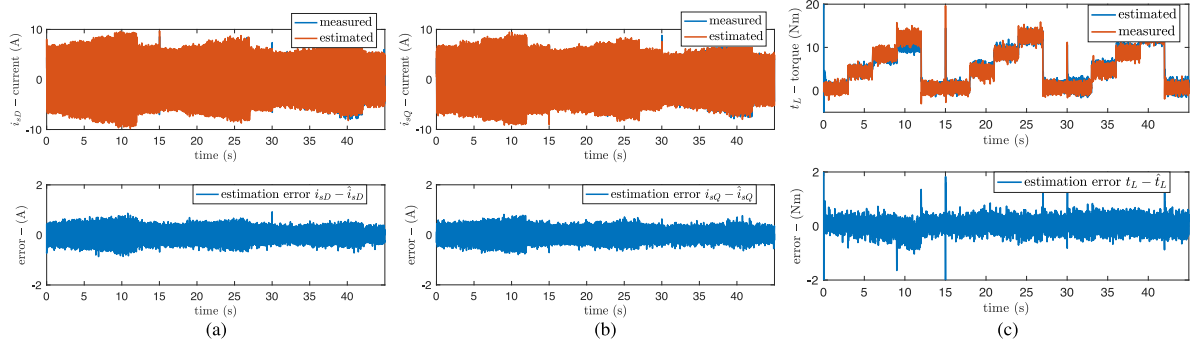 measured
estimated
10
0
-10
i_sD − current (A)
0 5 10 15 20 25 30 35 40
time (s)
estimation error i_sD − î_sD
2
0
-2
error - (A)
0 5 10 15 20 25 30 35 40
time (s)
(a)
measured
estimated
10
0
-10
i_sQ − current (A)
0 5 10 15 20 25 30 35 40
time (s)
estimation error i_sQ − î_sQ
2
0
-2
error - (A)
0 5 10 15 20 25 30 35 40
time (s)
(b)
estimated
measured
20
10
0
t_L − torque (Nm)
0 5 10 15 20 25 30 35 40
time (s)
estimation error t_L − t̂_L
2
0
-2
error - (Nm)
0 5 10 15 20 25 30 35 40
time (s)
(c)